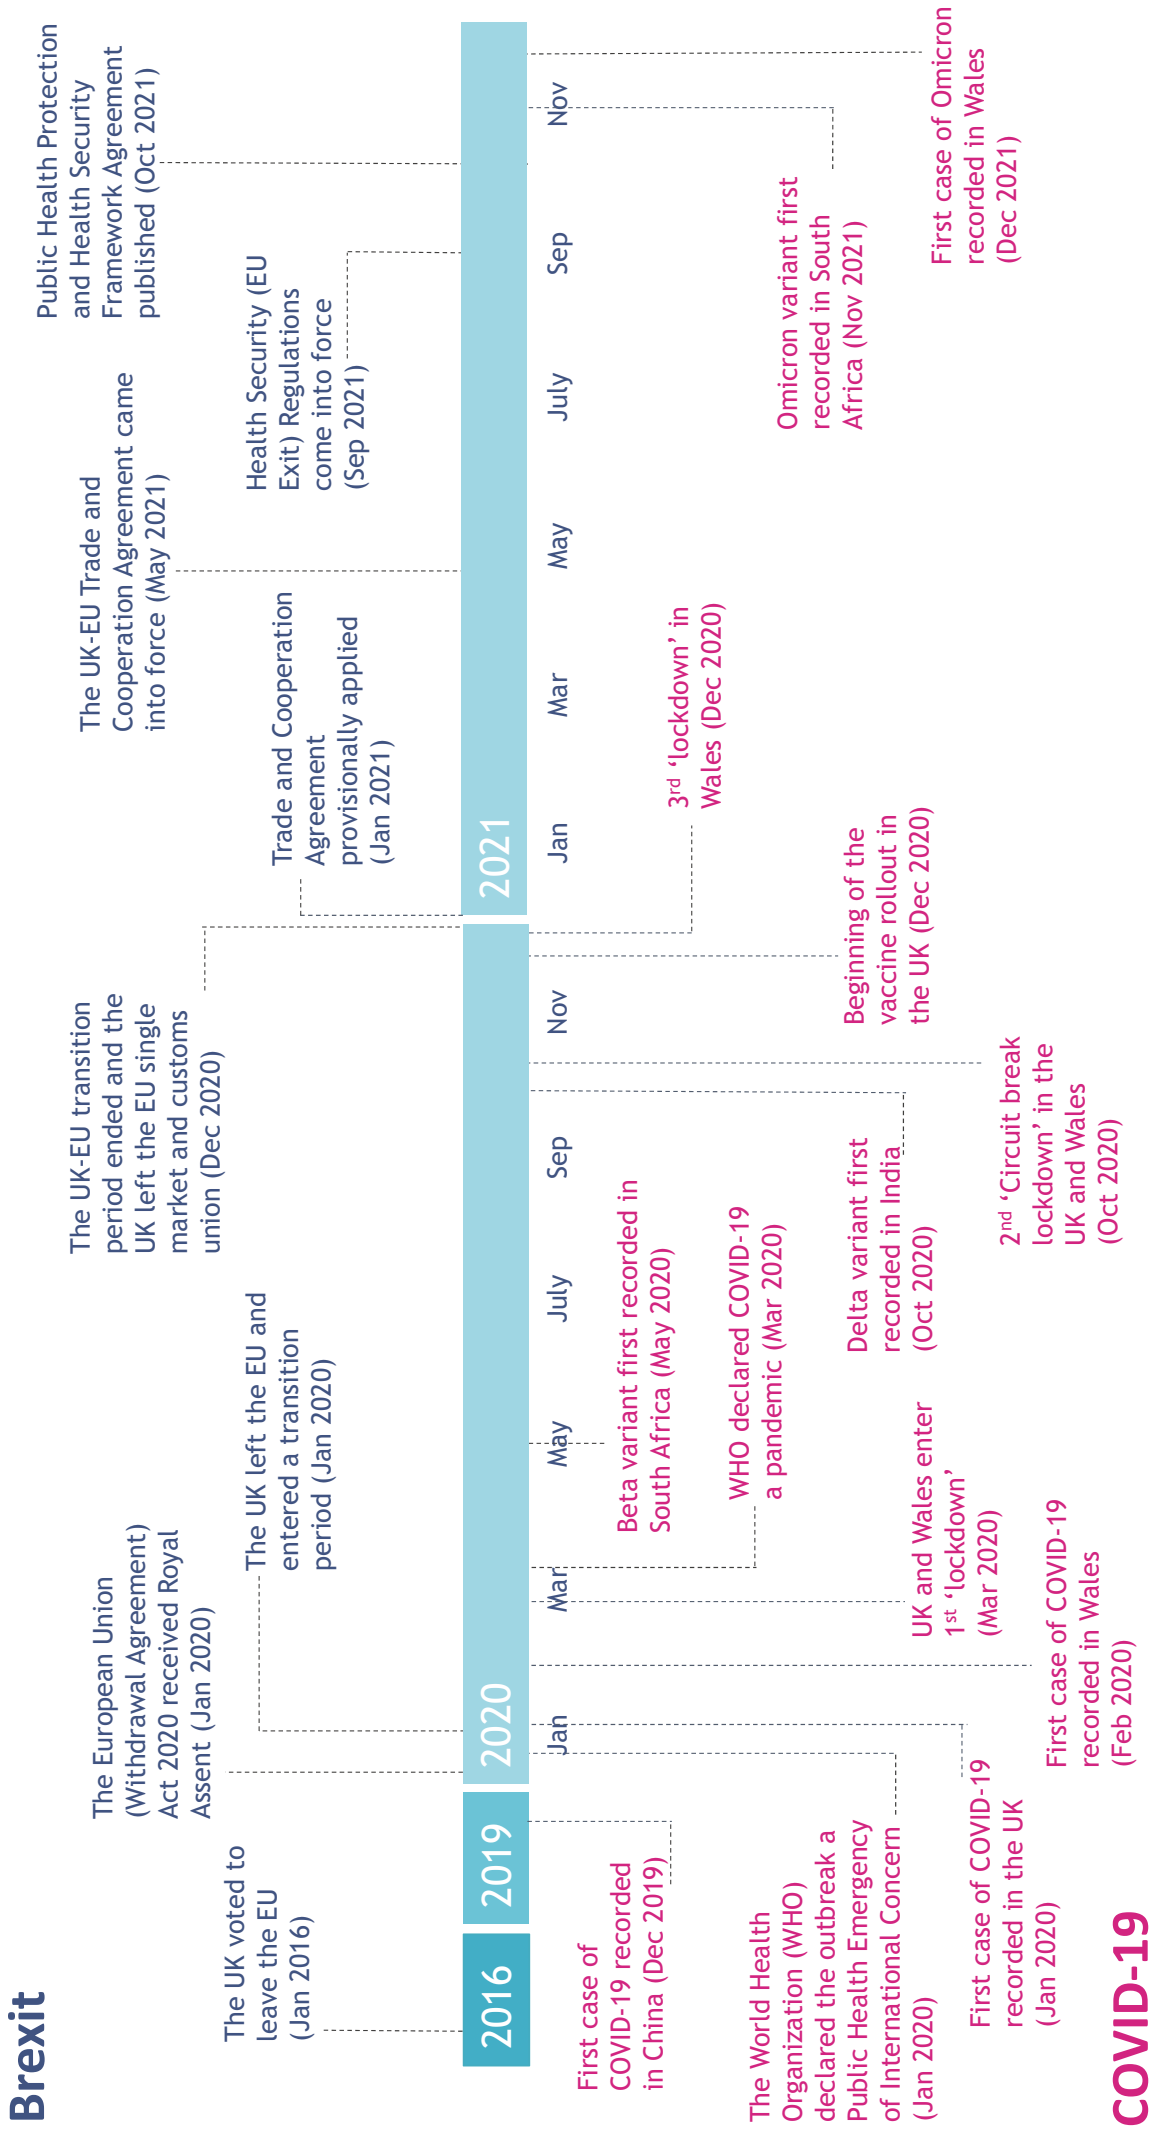 Brexit
The UK voted to
leave the EU
(Jan 2016)
The European Union
(Withdrawal Agreement)
Act 2020 received Royal
Assent (Jan 2020)
The UK left the EU and
entered a transition
period (Jan 2020)
The UK-EU transition
period ended and the
UK left the EU single
market and customs
union (Dec 2020)
Trade and Cooperation
Agreement
provisionally applied
(Jan 2021)
The UK-EU Trade and
Cooperation Agreement came
into force (May 2021)
Health Security (EU
Exit) Regulations
come into force
(Sep 2021)
Public Health Protection
and Health Security
Framework Agreement
published (Oct 2021)
2016
2019
2020
2021
Jan
Mar
May
July
Sep
Nov
Jan
Mar
May
July
Sep
Nov
First case of
COVID-19 recorded
in China (Dec 2019)
The World Health
Organization (WHO)
declared the outbreak a
Public Health Emergency
of International Concern
(Jan 2020)
First case of COVID-19
recorded in the UK
(Jan 2020)
First case of COVID-19
recorded in Wales
(Feb 2020)
UK and Wales enter
1st ‘lockdown’
(Mar 2020)
WHO declared COVID-19
a pandemic (Mar 2020)
Beta variant first recorded in
South Africa (May 2020)
Delta variant first
recorded in India
(Oct 2020)
2nd ‘Circuit break
lockdown’ in the
UK and Wales
(Oct 2020)
Beginning of the
vaccine rollout in
the UK (Dec 2020)
3rd ‘lockdown’ in
Wales (Dec 2020)
Omicron variant first
recorded in South
Africa (Nov 2021)
First case of Omicron
recorded in Wales
(Dec 2021)
COVID-19